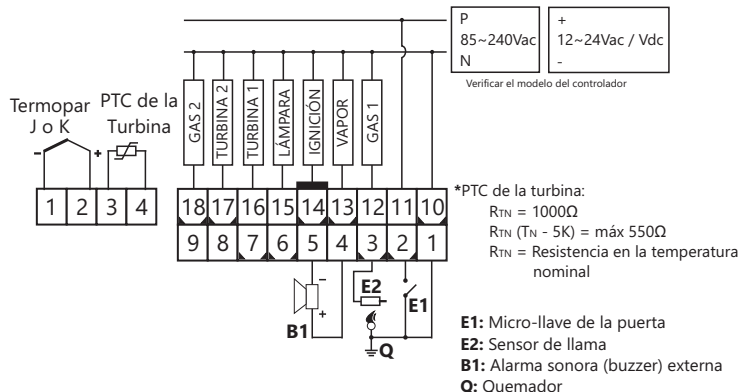 P
85~240Vac
N
+
12~24Vac / Vdc
-
Verificar el modelo del controlador
Termopar
J o K
PTC de la
Turbina
- +
GAS 2
TURBINA 2
TURBINA 1
LÁMPARA
IGNICIÓN
VAPOR
GAS 1
1 2 3 4
18 17 16 15 14 13 12 11 10
9 8 7 6 5 4 3 2 1
*PTC de la turbina:
RTN = 1000Ω
RTN (TN - 5K) = máx 550Ω
RTN = Resistencia en la temperatura
nominal
-
+
B1
E2
E1
Q
E1: Micro-llave de la puerta
E2: Sensor de llama
B1: Alarma sonora (buzzer) externa
Q: Quemador